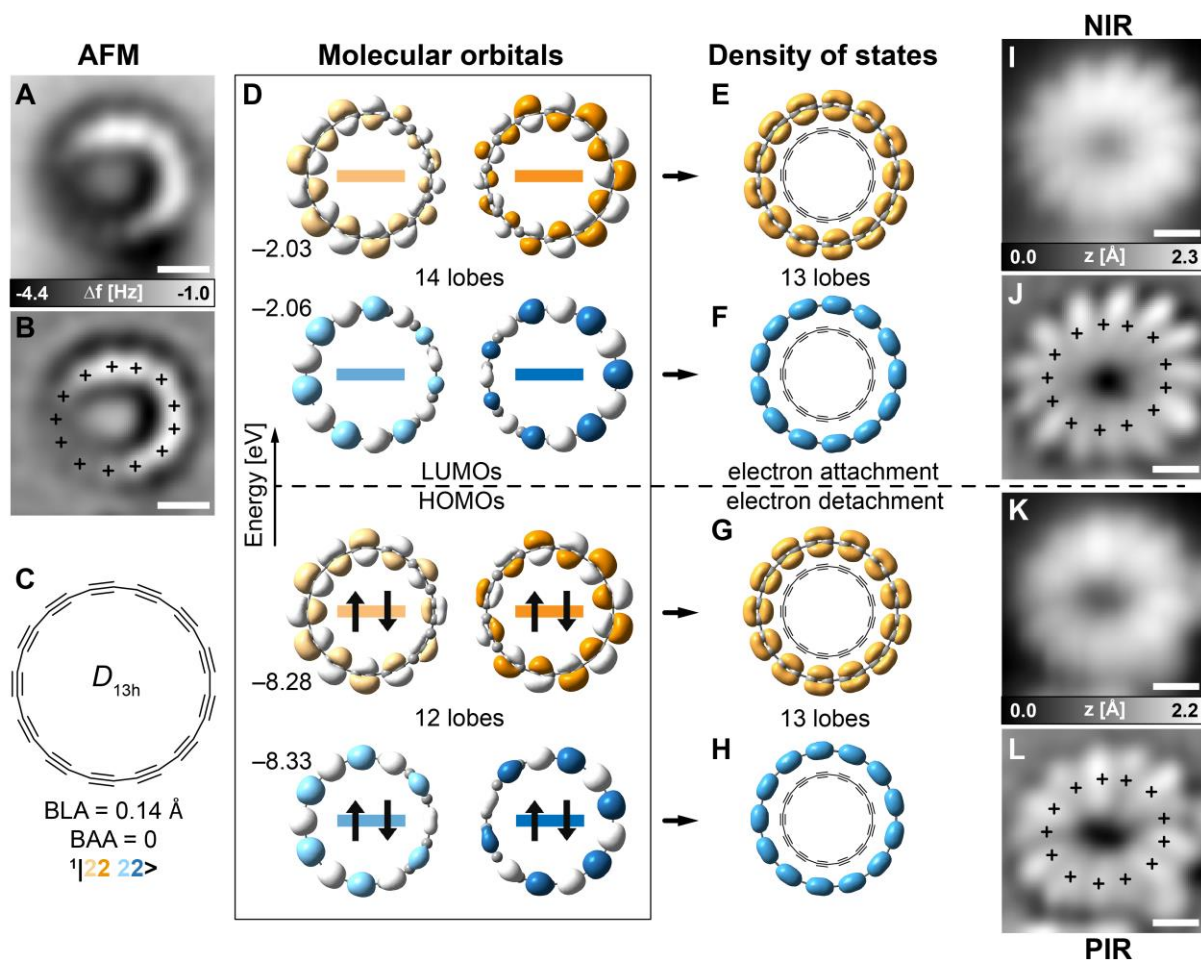 AFM
Molecular orbitals
Density of states
NIR
A
D
E
I
–2.03
14 lobes
13 lobes
0.0 z [Å] 2.3
-4.4 Δf [Hz] -1.0
–2.06
B
F
J
LUMOs
electron attachment
Energy [eV]
HOMOs
electron detachment
C
G
K
D13h
–8.28
12 lobes
13 lobes
0.0 z [Å] 2.2
–8.33
H
L
BLA = 0.14 Å
BAA = 0
¹|22 22>
PIR